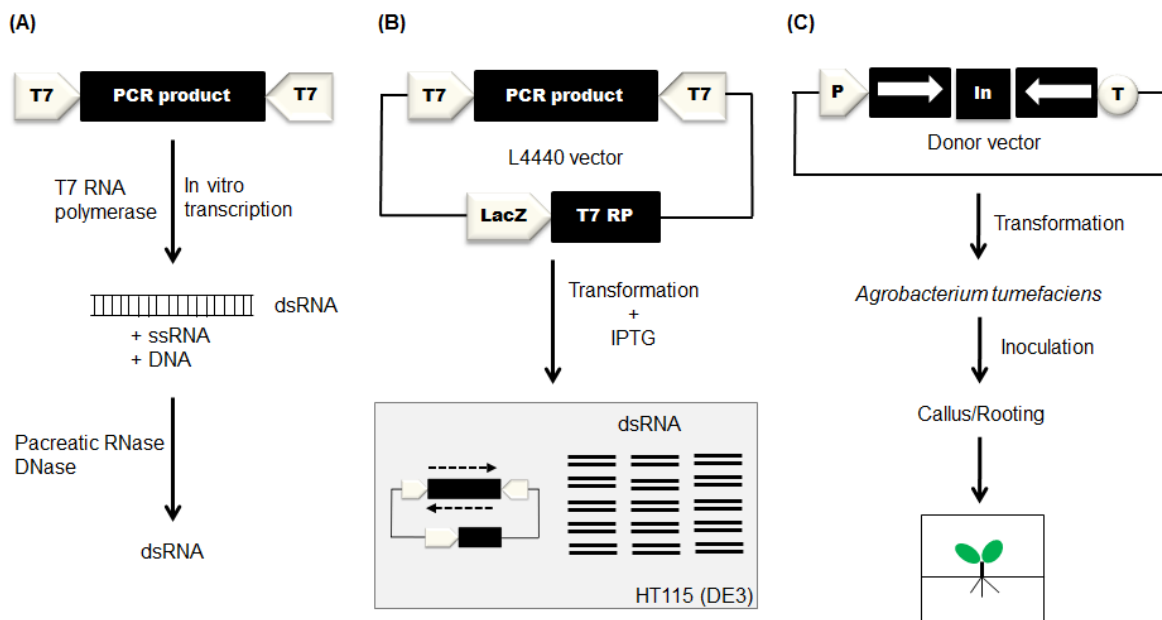 (A)
T7 PCR product T7
T7 RNA
polymerase
In vitro
transcription
dsRNA
+ ssRNA
+ DNA
Pacreatic RNase
DNase
dsRNA
(B)
T7 PCR product T7
L4440 vector
LacZ T7 RP
Transformation
+
IPTG
dsRNA
HT115 (DE3)
(C)
P In T
Donor vector
Transformation
Agrobacterium tumefaciens
Inoculation
Callus/Rooting